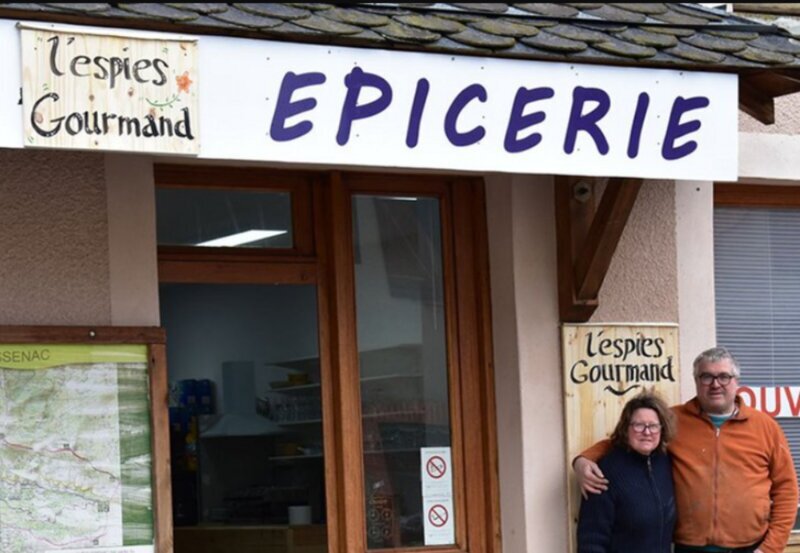 l'espies
Gourmand
EPICERIE
SSENAC
l'espies
Gourmand
OUV